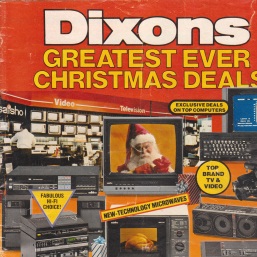 Dixons
GREATEST EVER
CHRISTMAS DEALS
Video
Television
EXCLUSIVE DEALS
ON TOP COMPUTERS
TOP
BRAND
TV &
VIDEO
FABULOUS
HI-FI
CHOICE!
NEW-TECHNOLOGY MICROWAVES